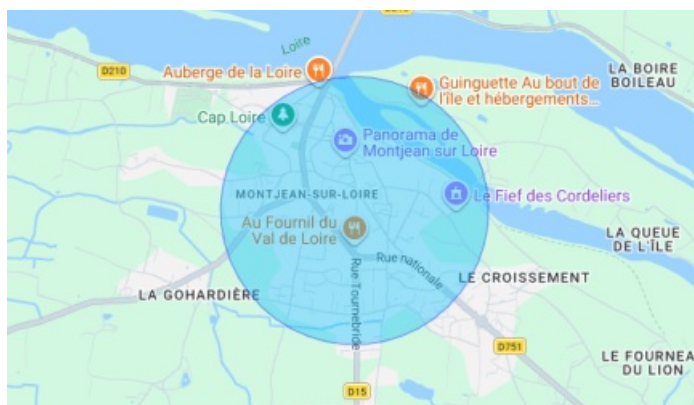 Loire
D210
Auberge de la Loire
LA BOIRE
BOILEAU
Guinguette Au bout de
l'île et hébergements...
Cap Loire
Panorama de
Montjean sur Loire
MONTJEAN-SUR-LOIRE
Le Fief des Cordeliers
Au Fournil du
Val de Loire
LA QUEUE
DE L'ÎLE
Rue nationale
Rue Tournebride
LE CROISSEMENT
LA GOHARDIÈRE
D751
LE FOURNEA
DU LION
D15